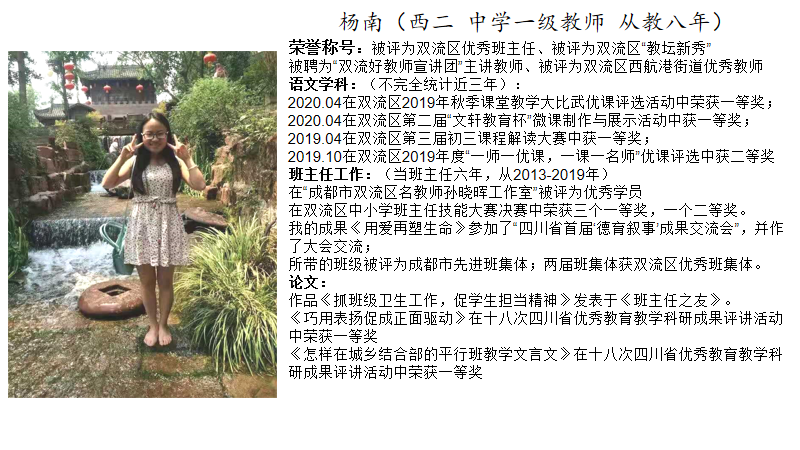 杨南（西二 中学一级教师 从教八年）
荣誉称号：被评为双流区优秀班主任、被评为双流区“教坛新秀”
被聘为“双流好教师宣讲团”主讲教师、被评为双流区西航港街道优秀教师
语文学科：（不完全统计近三年）：
2020.04在双流区2019年秋季课堂教学大比武优课评选活动中荣获一等奖；
2020.04在双流区第二届“文轩教育杯”微课制作与展示活动中获一等奖；
2019.04在双流区第三届初三课程解读大赛中获一等奖；
2019.10在双流区2019年度“一师一优课，一课一名师”优课评选中获二等奖
班主任工作：（当班主任六年，从2013-2019年）
在“成都市双流区名教师孙晓晖工作室”被评为优秀学员
在双流区中小学班主任技能大赛决赛中荣获三个一等奖，一个二等奖。
我的成果《用爱再塑生命》参加了“四川省首届‘德育叙事’成果交流会”，并作
了大会交流；
所带的班级被评为成都市先进班集体；两届班集体获双流区优秀班集体。
论文：
作品《抓班级卫生工作，促学生担当精神》发表于《班主任之友》。
《巧用表扬促成正面驱动》在十八次四川省优秀教育教学科研成果评讲活动
中荣获一等奖
《怎样在城乡结合部的平行班教学文言文》在十八次四川省优秀教育教学科
研成果评讲活动中荣获一等奖